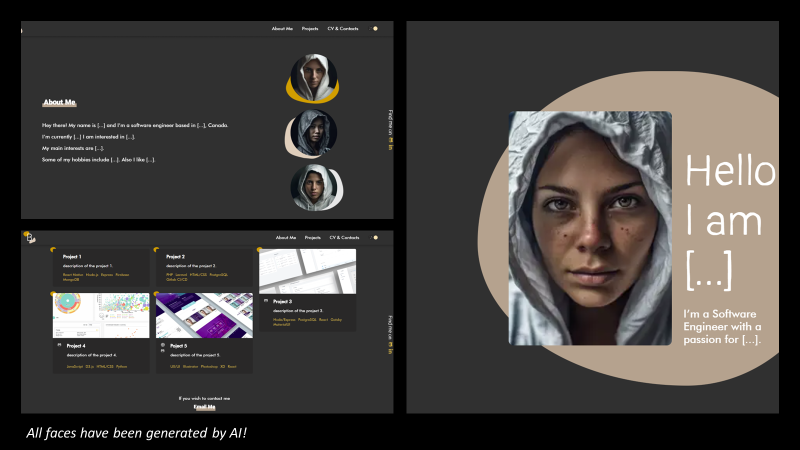 About Me Projects CV & Contacts
About Me
Hey there! My name is [...] and I'm a software engineer based in [...], Canada.
I'm currently [...] I am interested in [...].
My main interests are [...].
Some of my hobbies include [...]. Also I like [...].
Find me on in
About Me Projects CV & Contacts
Project 1
description of the project 1.
React Native Node.js Express Firebase
MongoDB
Project 2
description of the project 2
PHP Laravel HTML/CSS PostgreSQL
Github CI/CD
Project 3
description of the project 3.
Node/Express PostgreSQL React Gatsby
MaterialUI
Project 4
description of the project 4.
JavaScript D3.js HTML/CSS Python
Poject 5
description of the project 5.
UX/UI Illustrator Photoshop XD React
Find me on in
If you wish to contact me
Email Me
Hello
I am
[...]
I'm a Software
Engineer with a
passion for [...].
All faces have been generated by AI!